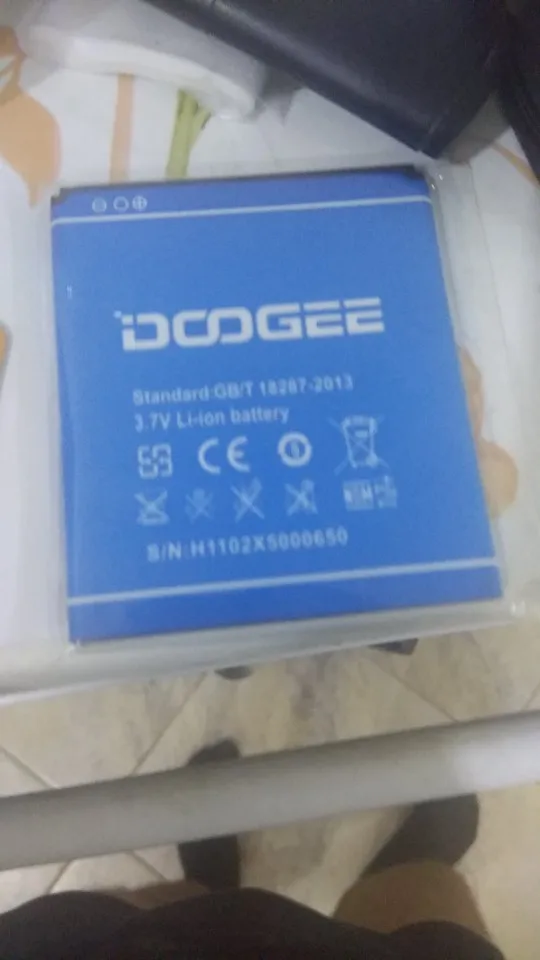 DOOGEE
Standard:GB/T 18287-2013
3.7V Li-ion battery
CE
S/N:H1102X5000650